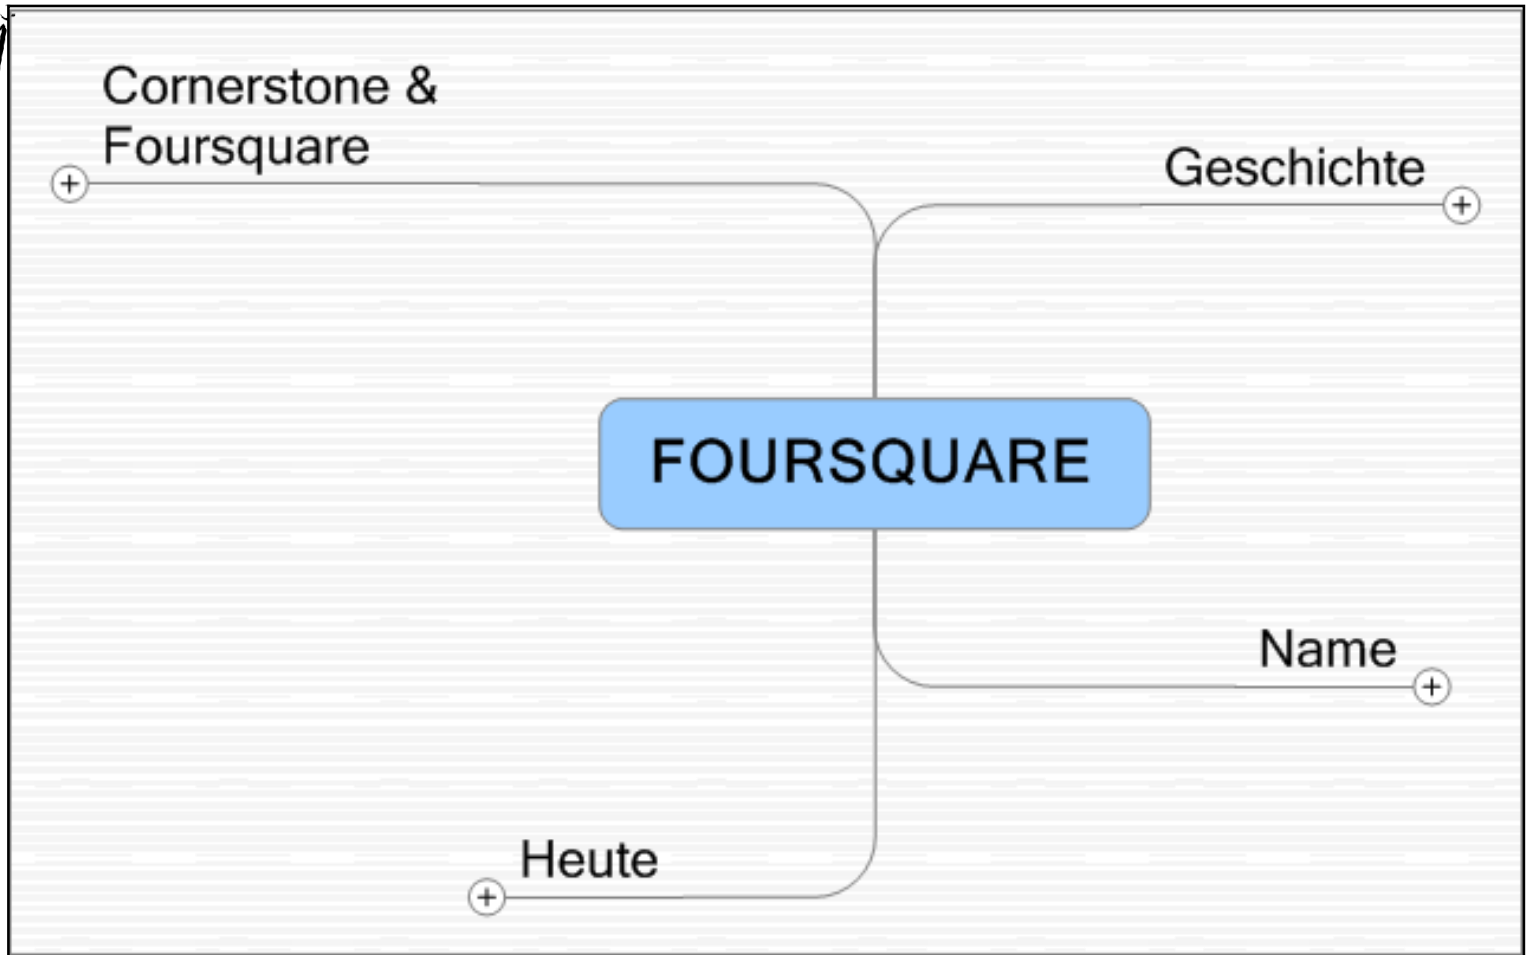 Cornerstone &
Foursquare
Geschichte
FOURSQUARE
Name
Heute